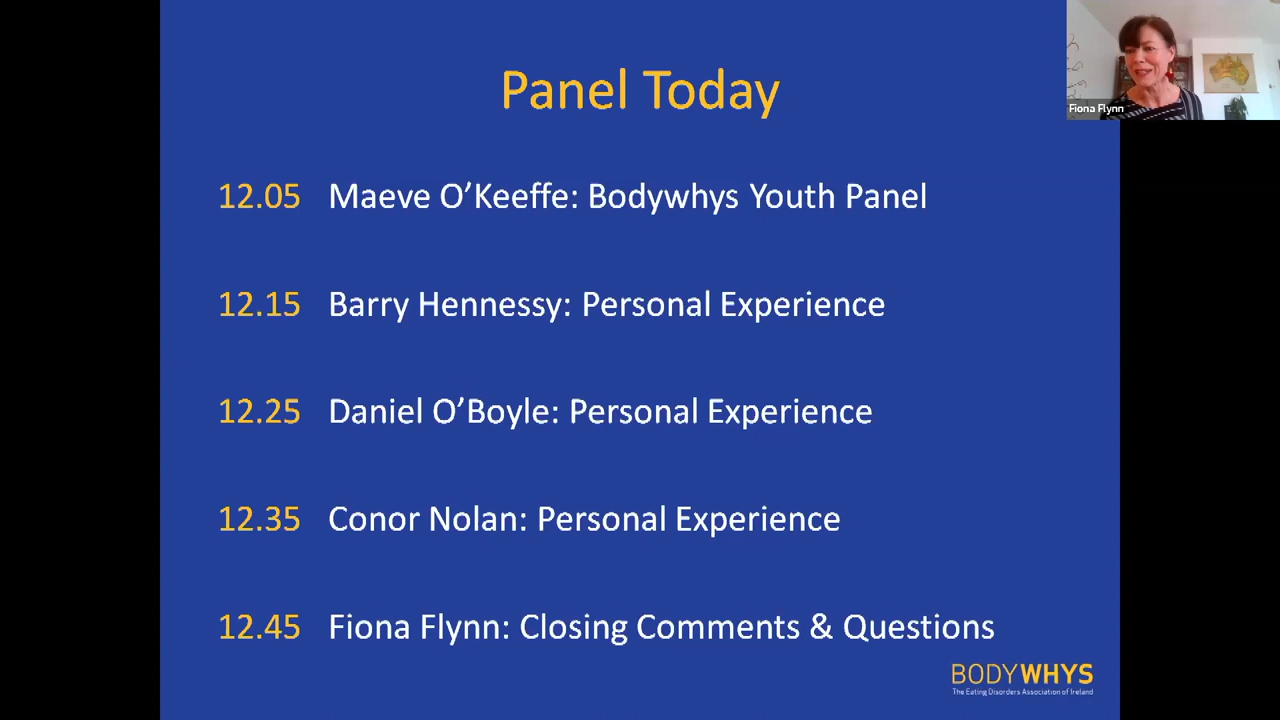 Panel Today
Fiona Flynn
12.05 Maeve O’Keeffe: Bodywhys Youth Panel
12.15 Barry Hennessy: Personal Experience
12.25 Daniel O’Boyle: Personal Experience
12.35 Conor Nolan: Personal Experience
12.45 Fiona Flynn: Closing Comments & Questions
BODYWHYS
The Eating Disorders Association of Ireland